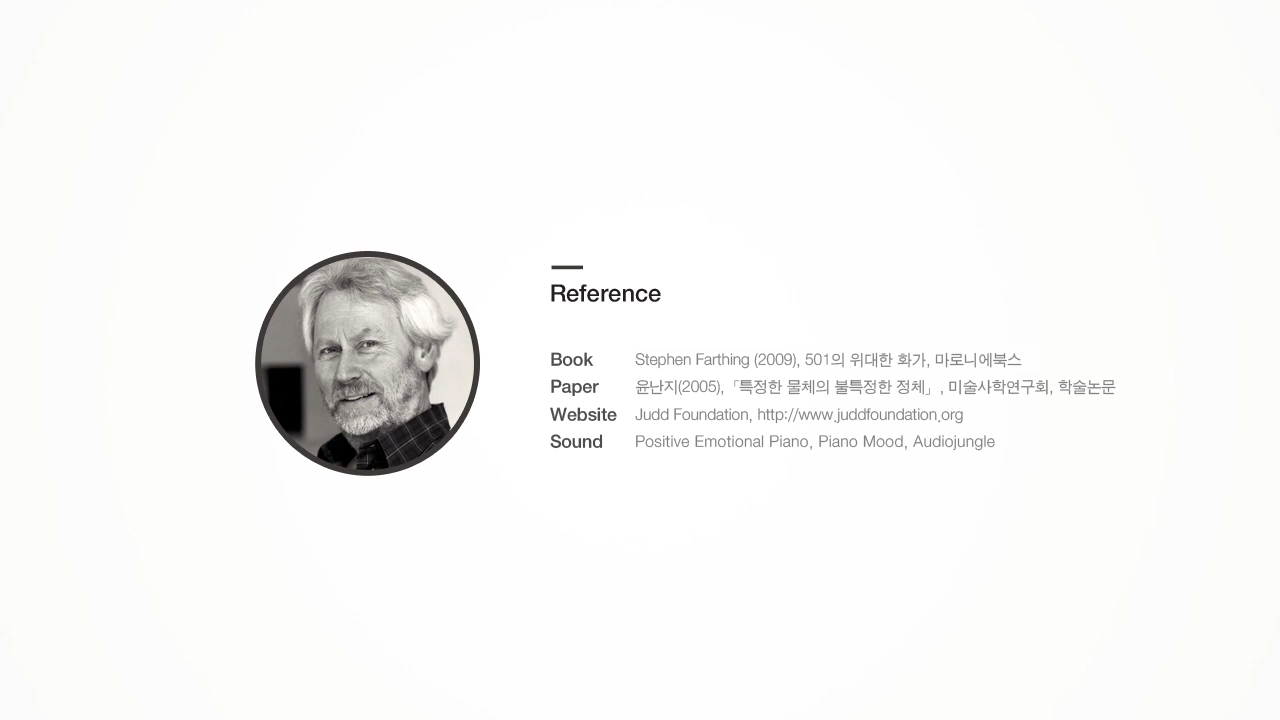 Reference
Book Stephen Farthing (2009), 501의 위대한 화가, 마로니에북스
Paper 윤난지(2005), 「특정한 물체의 불특정한 정체」, 미술사학연구회, 학술논문
Website Judd Foundation, http://www.juddfoundation.org
Sound Positive Emotional Piano, Piano Mood, Audiojungle